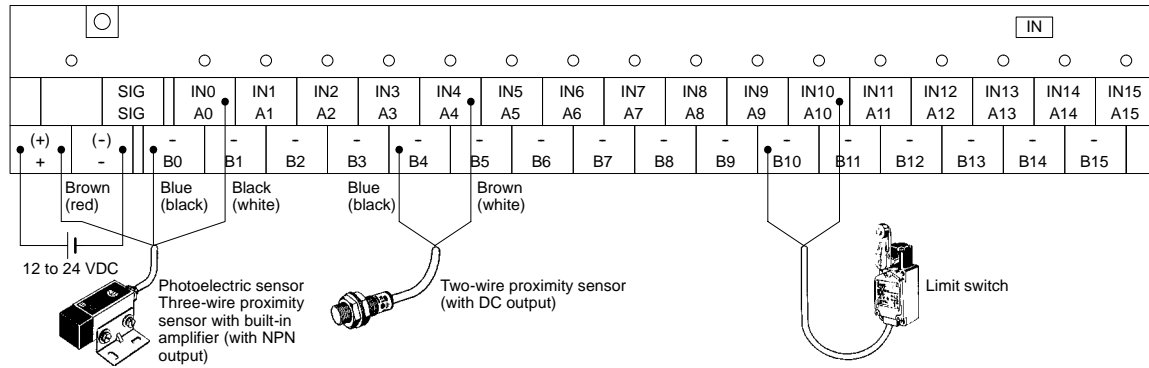 IN
SIG IN0 IN1 IN2 IN3 IN4 IN5 IN6 IN7 IN8 IN9 IN10 IN11 IN12 IN13 IN14 IN15
SIG A0 A1 A2 A3 A4 A5 A6 A7 A8 A9 A10 A11 A12 A13 A14 A15
(+) (-) - - - - - - - - - - - - - - - -
+ - B0 B1 B2 B3 B4 B5 B6 B7 B8 B9 B10 B11 B12 B13 B14 B15
Brown
(red)
Blue
(black)
Black
(white)
Blue
(black)
Brown
(white)
12 to 24 VDC
Photoelectric sensor
Three-wire proximity
sensor with built-in
amplifier (with NPN
output)
Two-wire proximity sensor
(with DC output)
Limit switch